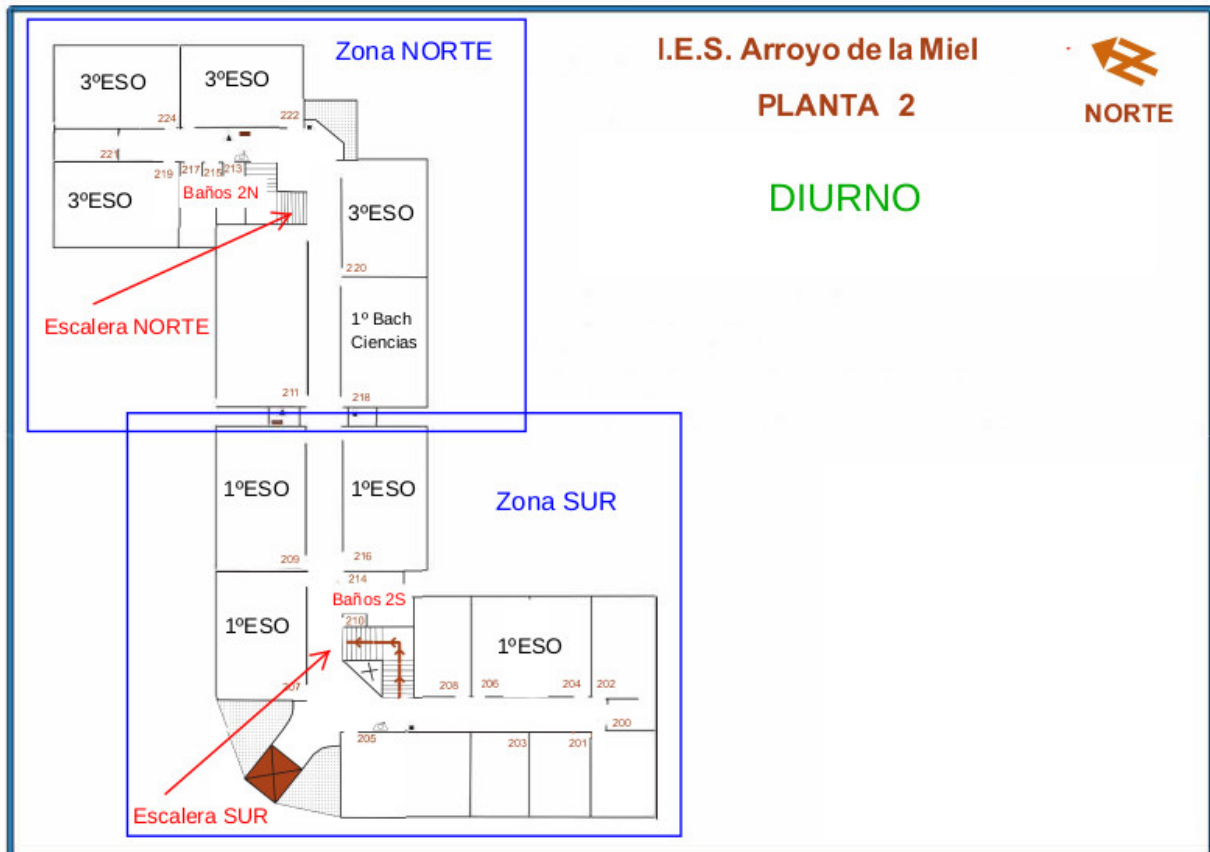 Zona NORTE
I.E.S. Arroyo de la Miel
PLANTA 2
NORTE
DIURNO
3ºESO
3ºESO
224
222
221
219
217
215
213
Baños 2N
3ºESO
3ºESO
220
Escalera NORTE
1º Bach
Ciencias
211
218
1ºESO
1ºESO
Zona SUR
209
216
214
Baños 2S
210
1ºESO
1ºESO
207
208
206
204
202
200
205
203
201
Escalera SUR